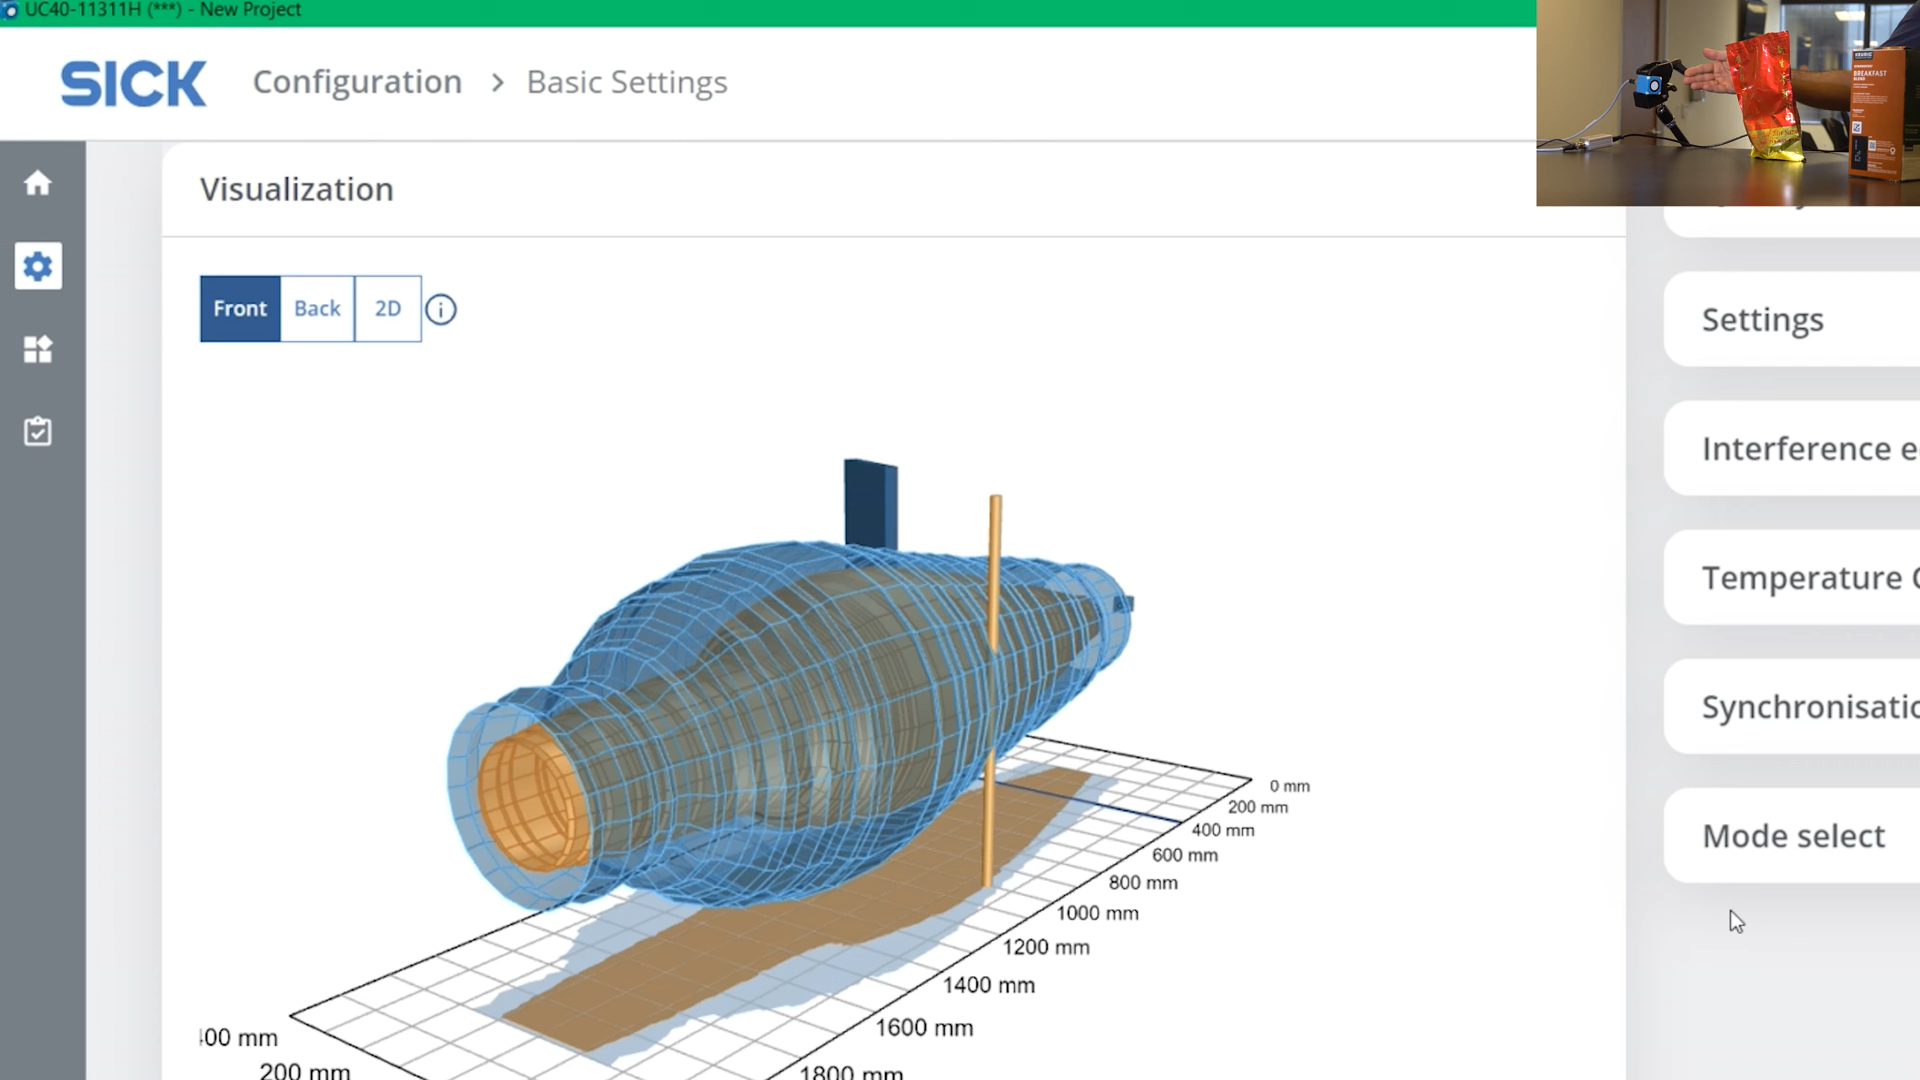 UC40-11311H (***) - New Project
SICK
Configuration > Basic Settings
Visualization
Front
Back
2D
i
Settings
Interference e
Temperature C
Synchronisatio
Mode select
0 mm
200 mm
400 mm
600 mm
800 mm
1000 mm
1200 mm
1400 mm
1600 mm
1800 mm
00 mm
200 mm
BREAKFAST
BLEND